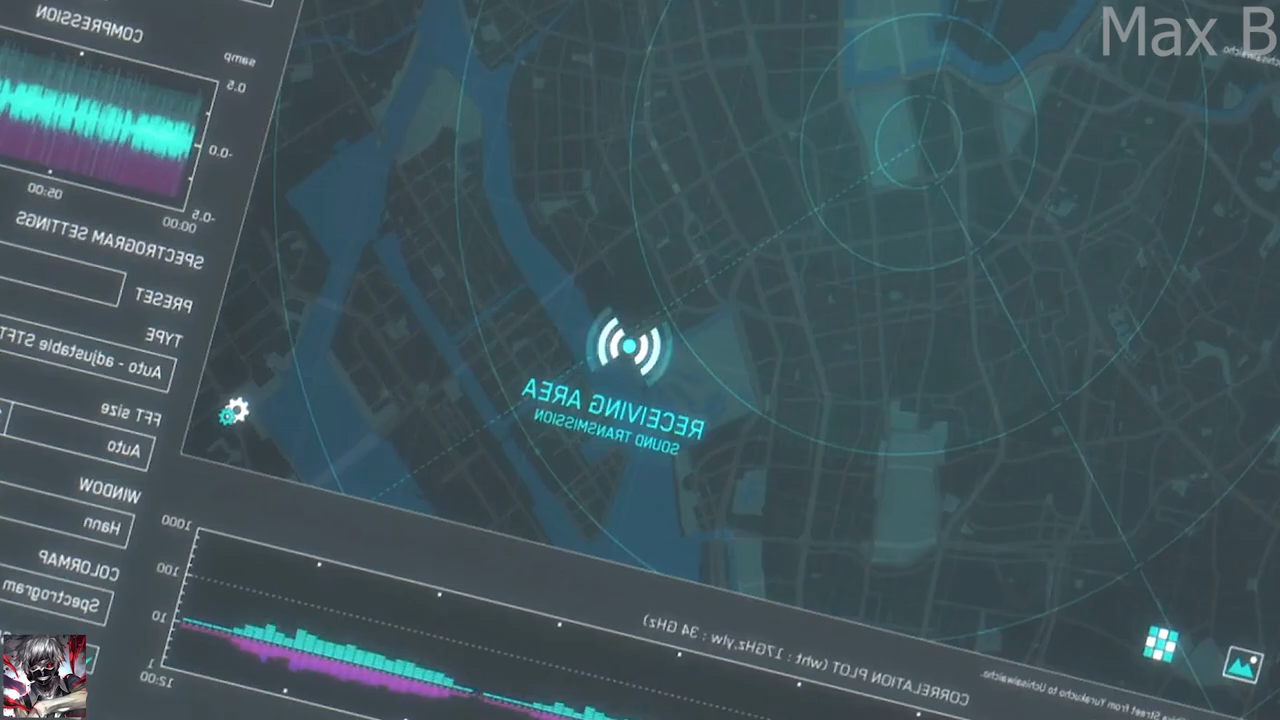 Max B
COMPRESSION
samp
0.5
-0.0
-0.5
05:00
00:00
SPECTROGRAM SETTINGS
PRESET
TYPE
Auto - adjustable STFT
FFT size
Auto
WINDOW
Hann
COLORMAP
Spectrogram
RECEIVING AREA
SOUND TRANSMISSION
1000
100
10
1
12:00
CORRELATION PLOT (wht : 17GHz,ylw : 34 GHz)
Street from Yurakucho to Uchisaiwaicho.